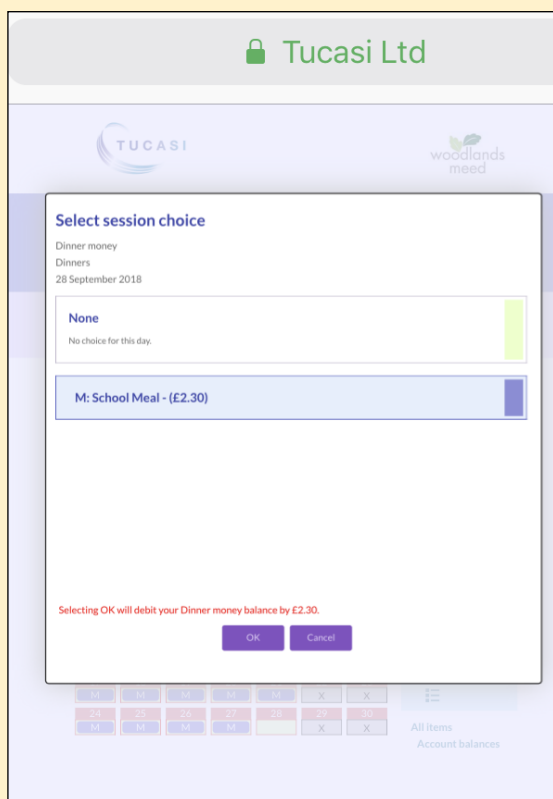 Tucasi Ltd
TUCASI
woodlands
meed
Select session choice
Dinner money
Dinners
28 September 2018
None
No choice for this day.
M: School Meal - (£2.30)
Selecting OK will debit your Dinner money balance by £2.30.
OK Cancel
M M M M M X X
24 25 26 27 28 29 30
M M M M X X
All items
Account balances